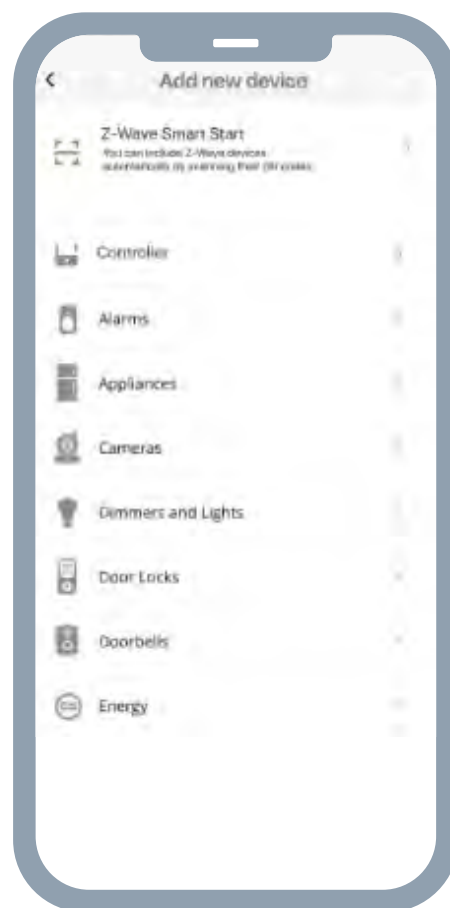 Add new device
Z-Wave Smart Start
You can include Z-Wave devices
automatically by scanning their QR codes.
Controller
Alarms
Appliances
Cameras
Dimmers and Lights
Door Locks
Doorbells
Energy